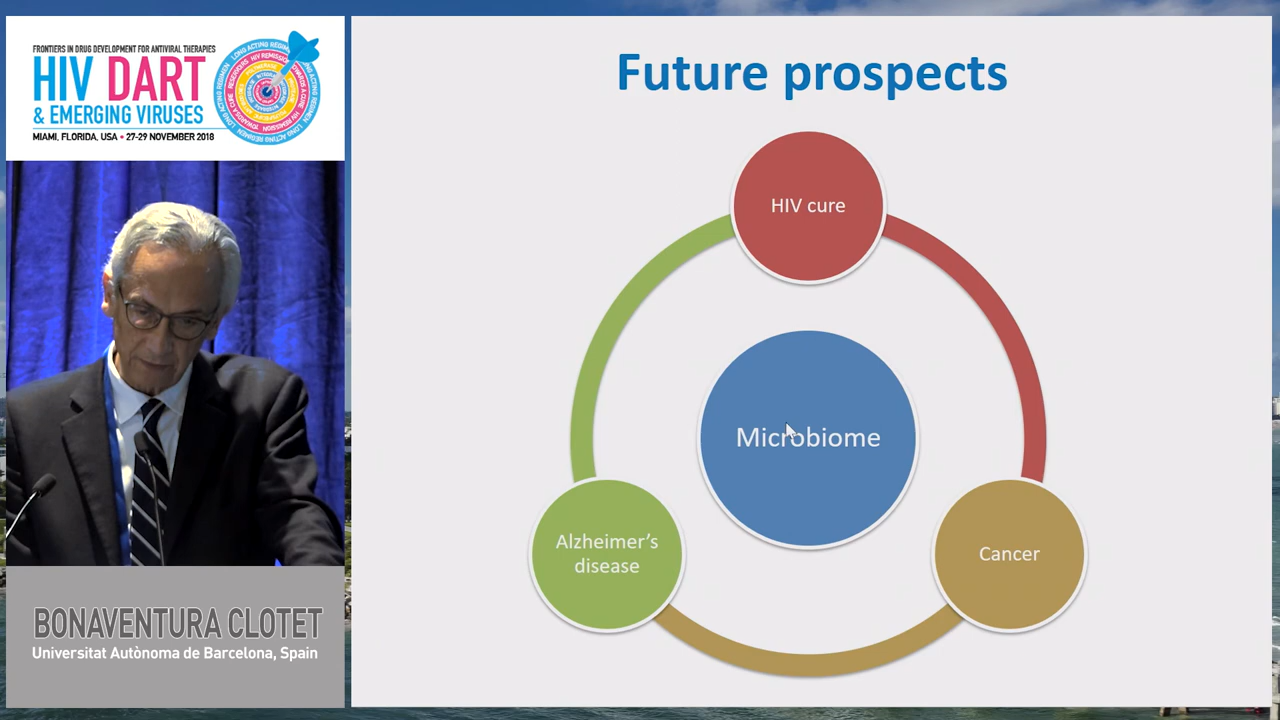 FRONTIERS IN DRUG DEVELOPMENT FOR ANTIVIRAL THERAPIES
HIV DART
& EMERGING VIRUSES
MIAMI, FLORIDA, USA • 27-29 NOVEMBER 2018
BONAVENTURA CLOTET
Universitat Autònoma de Barcelona, Spain
Future prospects
HIV cure
Microbiome
Alzheimer’s
disease
Cancer